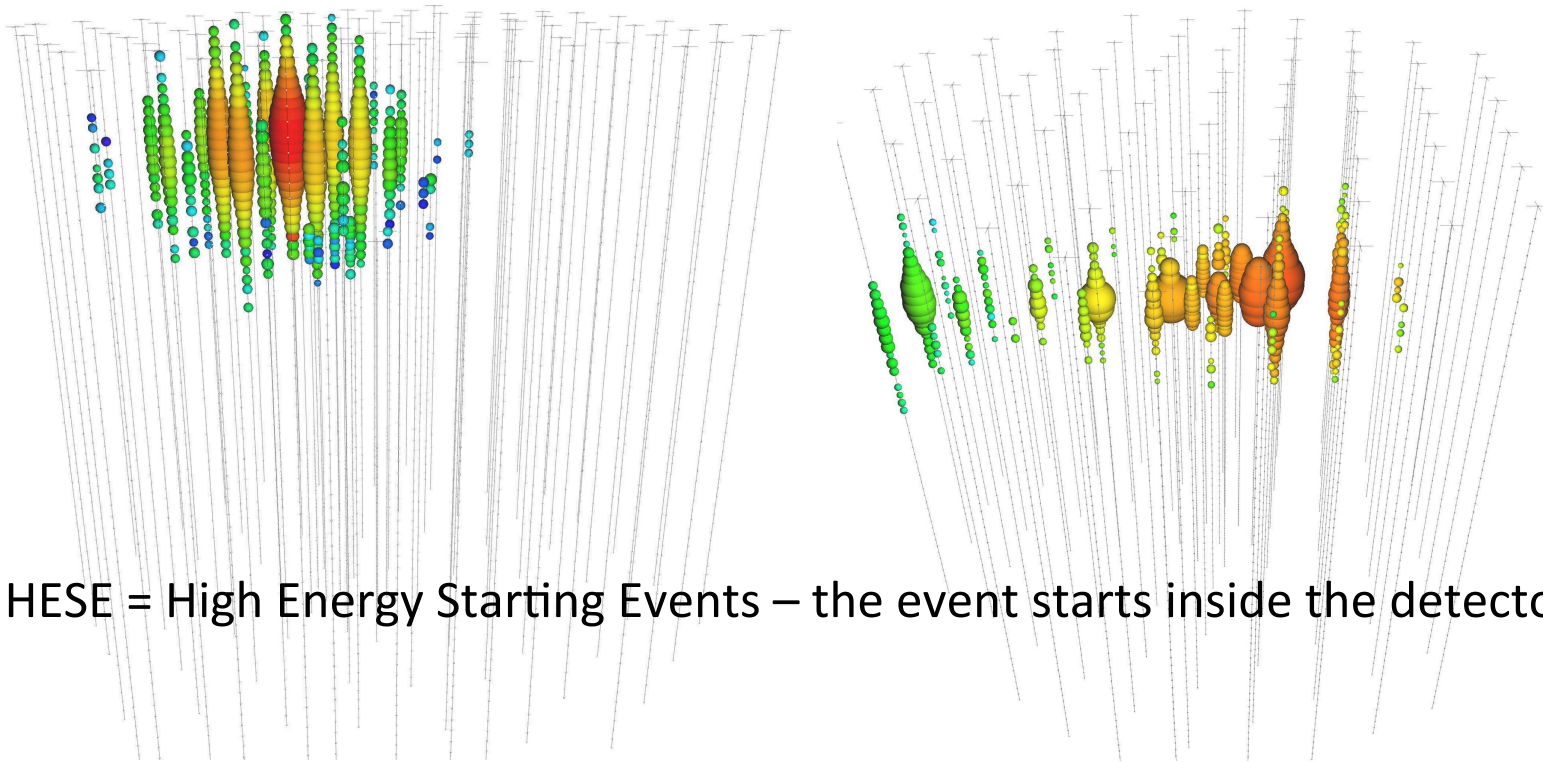 HESE = High Energy Starting Events – the event starts inside the detecto